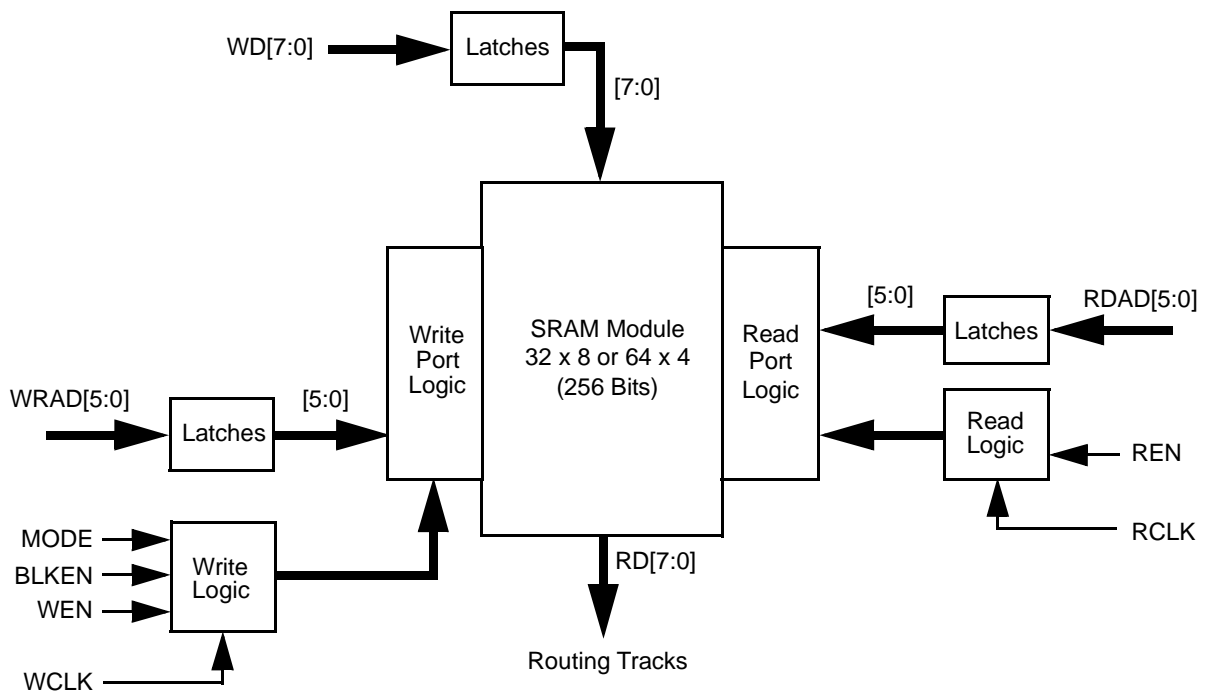 WD[7:0]
Latches
[7:0]
SRAM Module
32 x 8 or 64 x 4
(256 Bits)
Write
Port
Logic
Read
Port
Logic
[5:0]
Latches
RDAD[5:0]
WRAD[5:0]
Latches
[5:0]
Read
Logic
REN
RCLK
MODE
BLKEN
WEN
WCLK
Write
Logic
RD[7:0]
Routing Tracks